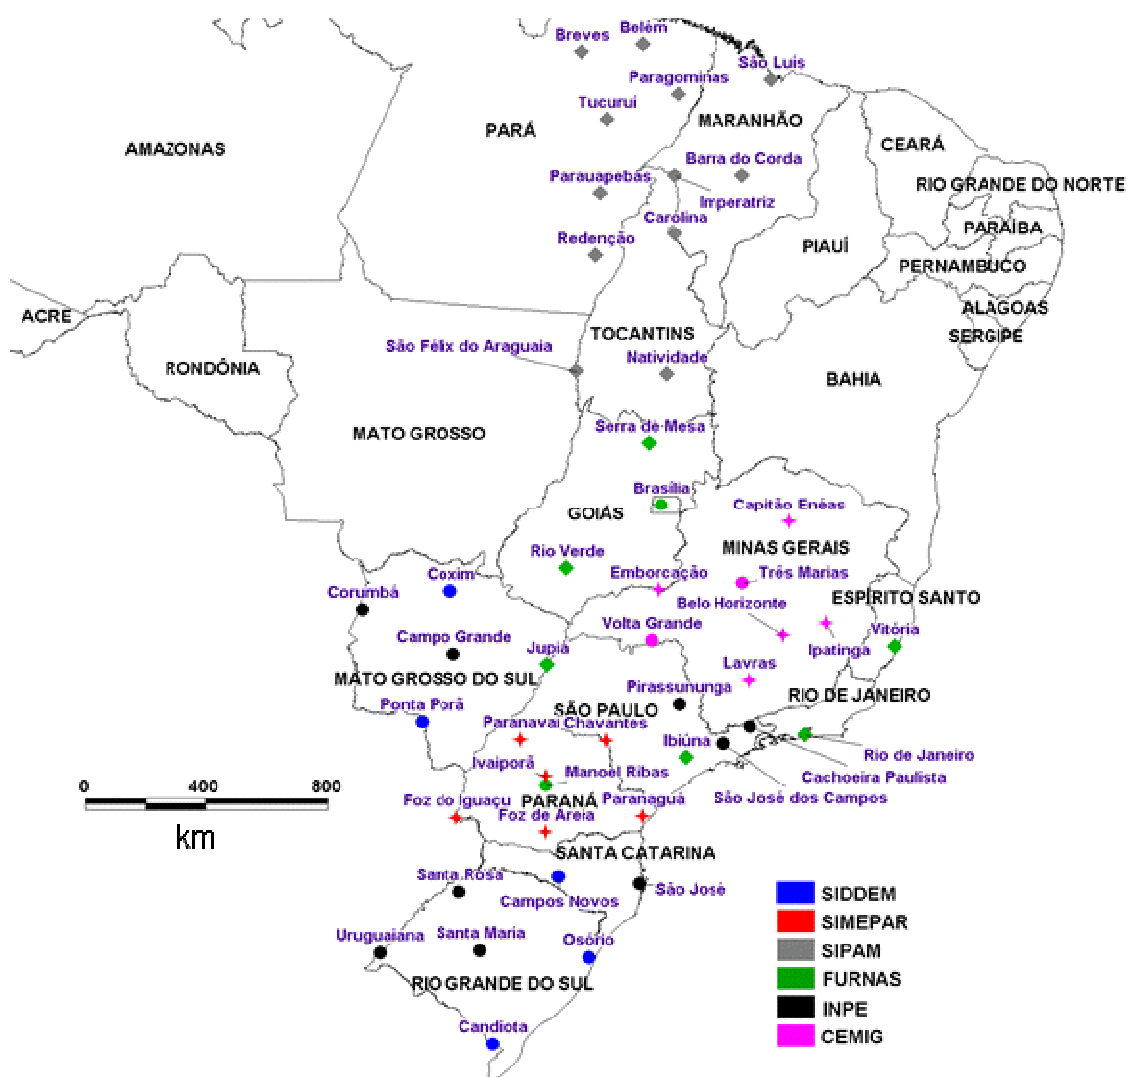 Belém
Breves
São Luís
Paragominas
Tucuruí
MARANHÃO
PARÁ
CEARÁ
AMAZONAS
Barra do Corda
Parauapebas
RIO GRANDE DO NORTE
Imperatriz
Carolina
PARAÍBA
Redenção
PIAUÍ
PERNAMBUCO
ALAGOAS
ACRE
TOCANTINS
SERGIPE
São Félix do Araguaia
Natividade
RONDÔNIA
BAHIA
Serra de Mesa
MATO GROSSO
Brasília
Capitão Enéas
GOIÁS
MINAS GERAIS
Rio Verde
Emborcação
Três Marias
Coxim
Corumbá
Belo Horizonte
ESPÍRITO SANTO
Volta Grande
Vitória
Campo Grande
Jupiá
Ipatinga
Lavras
MATO GROSSO DO SUL
Pirassununga
RIO DE JANEIRO
Ponta Porã
SÃO PAULO
Paranavaí
Chavantes
Ibiúna
Rio de Janeiro
Ivaiporã
Manoel Ribas
Cachoeira Paulista
0 400 800
km
Foz do Iguaçu
PARANÁ
Paranaguá
São José dos Campos
Foz de Areia
SANTA CATARINA
Santa Rosa
São José
Campos Novos
Uruguaiana
Santa Maria
Osório
RIO GRANDE DO SUL
Candiota
SIDDEM
SIMEPAR
SIPAM
FURNAS
INPE
CEMIG